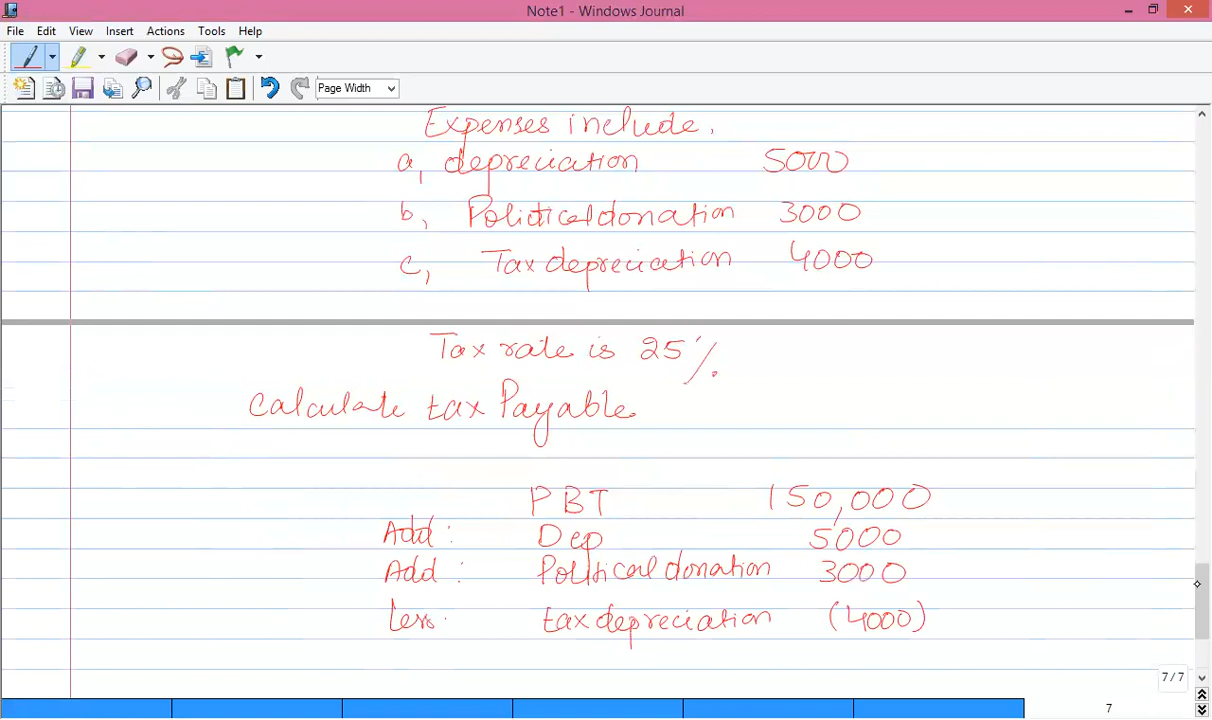 Note1 - Windows Journal
File Edit View Insert Actions Tools Help
Page Width
Expenses include.
a, depreciation 5000
b, Political donation 3000
c, Tax depreciation 4000
Tax rate is 25%.
Calculate tax Payable
PBT 150,000
Add: Dep 5000
Add: Political donation 3000
Less: tax depreciation (4000)
7 / 7
7